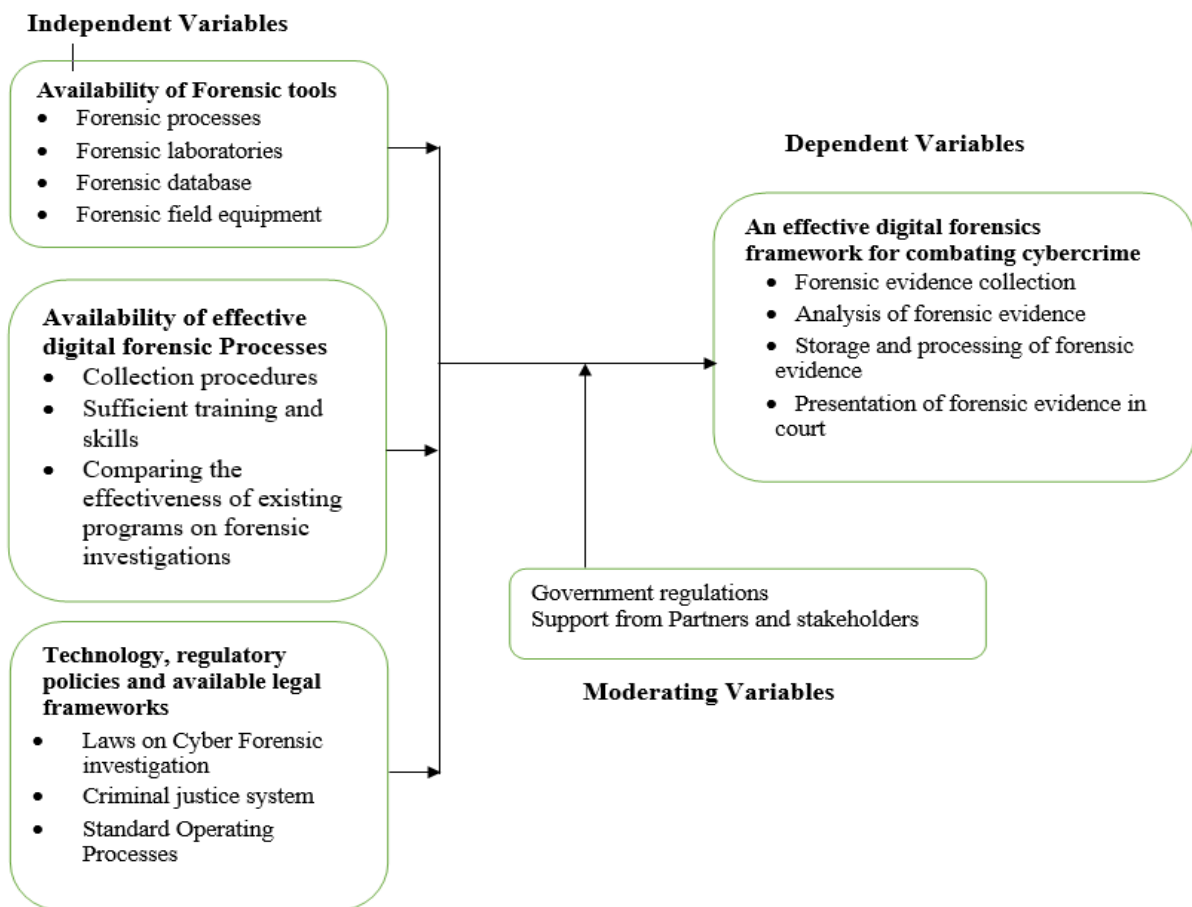 Independent Variables
Availability of Forensic tools
• Forensic processes
• Forensic laboratories
• Forensic database
• Forensic field equipment
Availability of effective
digital forensic Processes
• Collection procedures
• Sufficient training and
skills
• Comparing the
effectiveness of existing
programs on forensic
investigations
Technology, regulatory
policies and available legal
frameworks
• Laws on Cyber Forensic
investigation
• Criminal justice system
• Standard Operating
Processes
Dependent Variables
An effective digital forensics
framework for combating cybercrime
• Forensic evidence collection
• Analysis of forensic evidence
• Storage and processing of forensic
evidence
• Presentation of forensic evidence in
court
Government regulations
Support from Partners and stakeholders
Moderating Variables